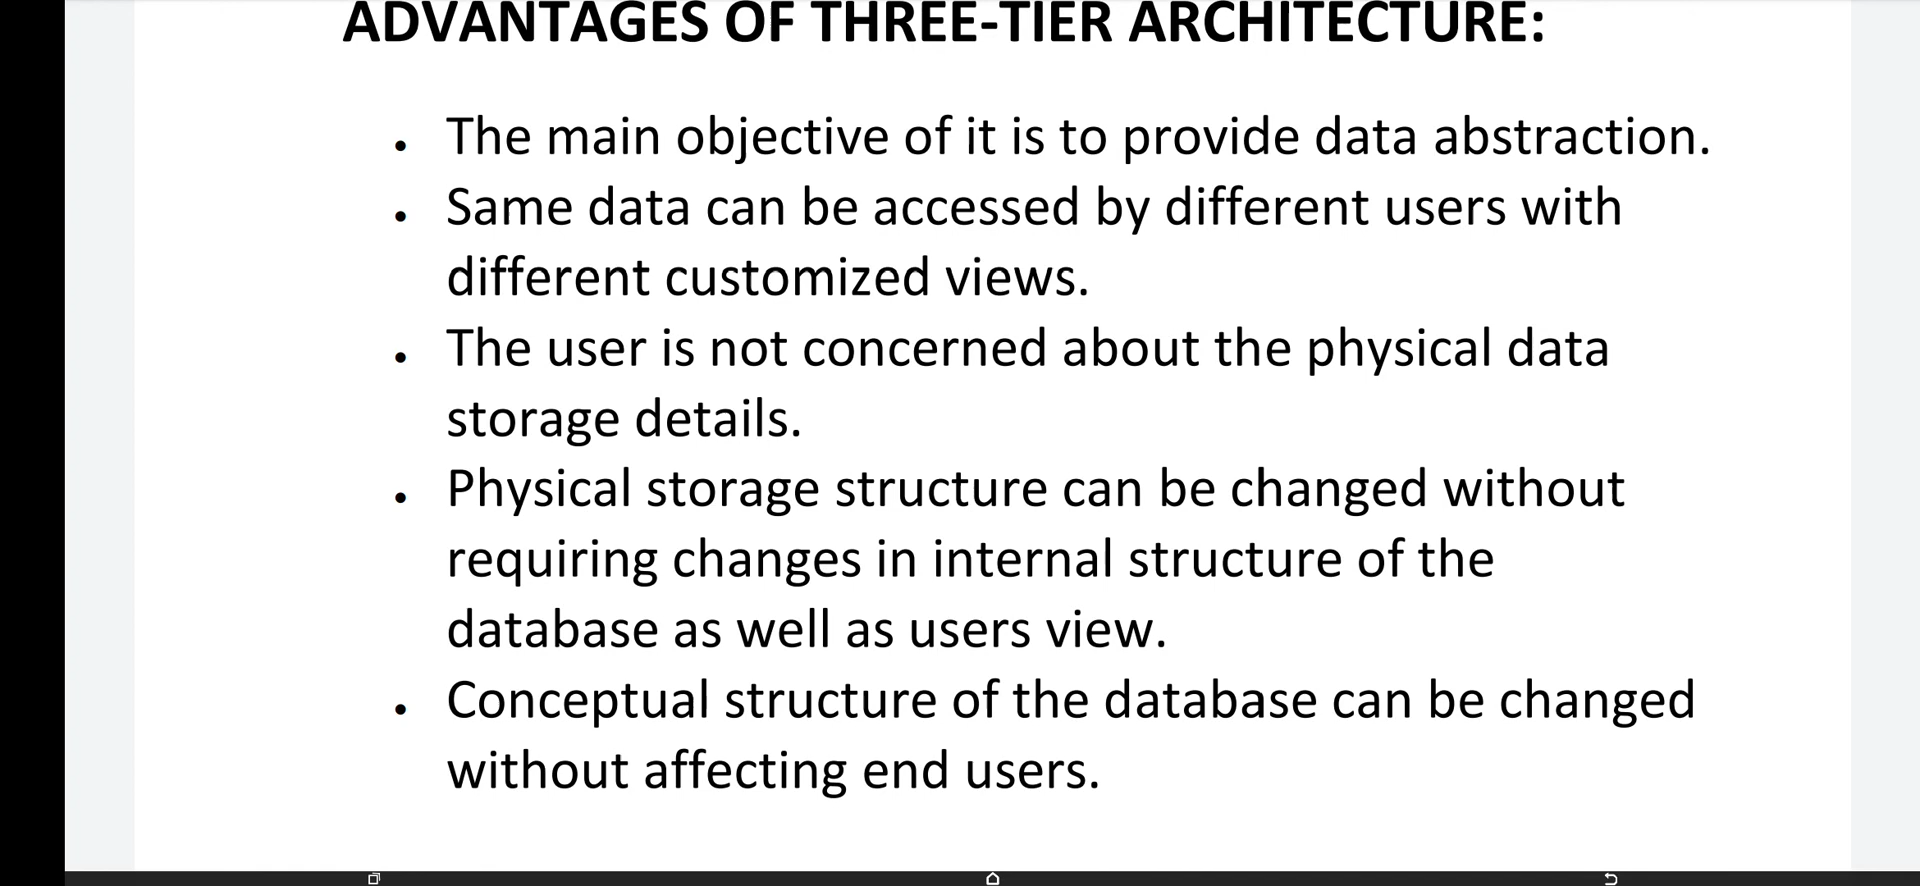 ADVANTAGES OF THREE-TIER ARCHITECTURE:
• The main objective of it is to provide data abstraction.
• Same data can be accessed by different users with
different customized views.
• The user is not concerned about the physical data
storage details.
• Physical storage structure can be changed without
requiring changes in internal structure of the
database as well as users view.
• Conceptual structure of the database can be changed
without affecting end users.